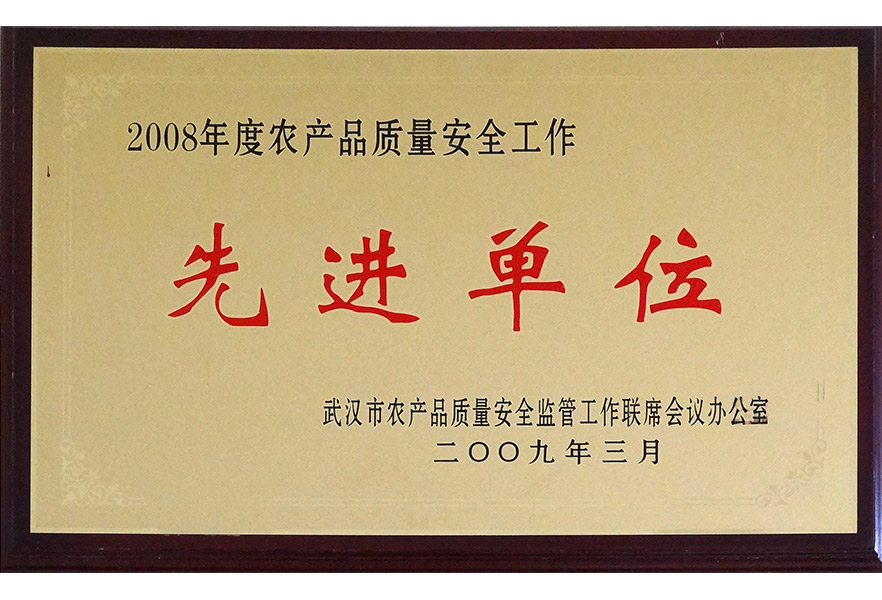 2008年度农产品质量安全工作
先进单位
武汉市农产品质量安全监管工作联席会议办公室
二〇〇九年三月